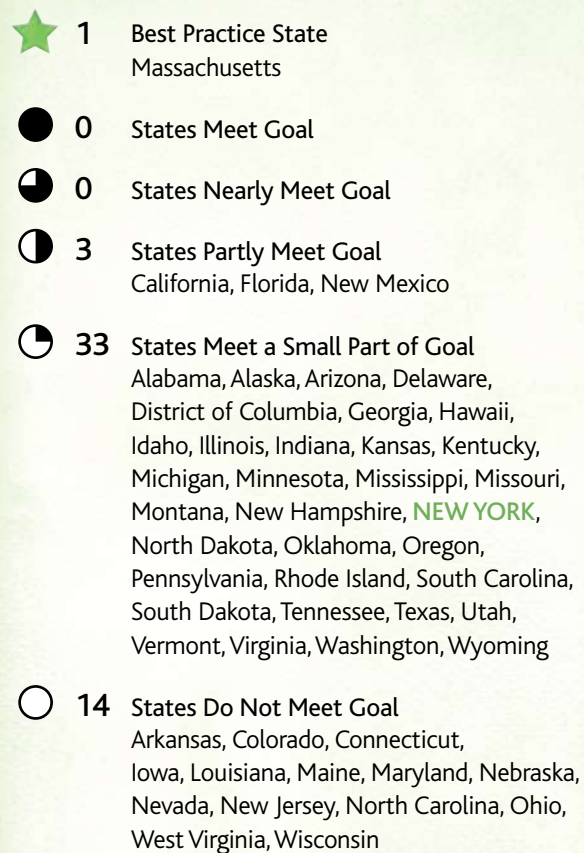 1 Best Practice State
Massachusetts
0 States Meet Goal
0 States Nearly Meet Goal
3 States Partly Meet Goal
California, Florida, New Mexico
33 States Meet a Small Part of Goal
Alabama, Alaska, Arizona, Delaware,
District of Columbia, Georgia, Hawaii,
Idaho, Illinois, Indiana, Kansas, Kentucky,
Michigan, Minnesota, Mississippi, Missouri,
Montana, New Hampshire, NEW YORK,
North Dakota, Oklahoma, Oregon,
Pennsylvania, Rhode Island, South Carolina,
South Dakota, Tennessee, Texas, Utah,
Vermont, Virginia, Washington, Wyoming
14 States Do Not Meet Goal
Arkansas, Colorado, Connecticut,
Iowa, Louisiana, Maine, Maryland, Nebraska,
Nevada, New Jersey, North Carolina, Ohio,
West Virginia, Wisconsin